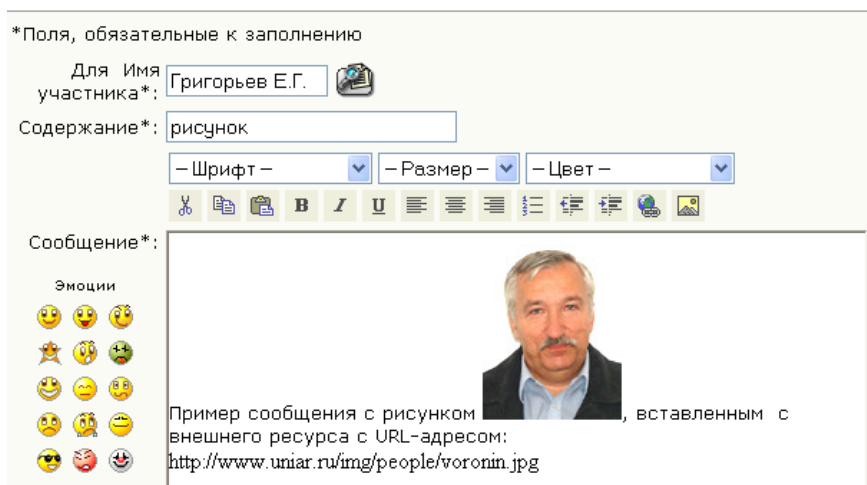 *Поля, обязательные к заполнению
Для Имя
участника*: Григорьев Е.Г.
Содержание*: рисунок
– Шрифт – – Размер – – Цвет –
B I U
Сообщение*:
Эмоции
Пример сообщения с рисунком , вставленным с
внешнего ресурса с URL-адресом:
http://www.uniar.ru/img/people/voronin.jpg